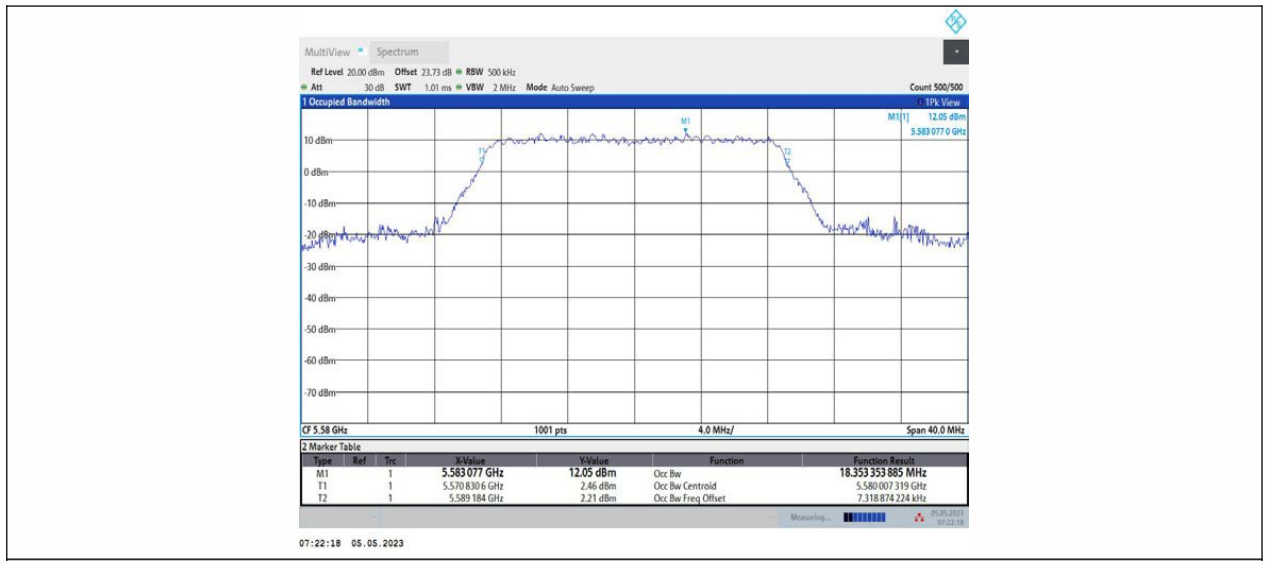 MultiView Spectrum
Ref Level 20.00 dBm Offset 23.73 dB RBW 500 kHz
Att 30 dB SWT 1.01 ms VBW 2 MHz Mode Auto Sweep Count 500/500
1 Occupied Bandwidth 1Pk View
M1[1] 12.05 dBm
5.583 077 0 GHz
M1
10 dBm
T1
T2
0 dBm
-10 dBm
-20 dBm
-30 dBm
-40 dBm
-50 dBm
-60 dBm
-70 dBm
CF 5.58 GHz 1001 pts 4.0 MHz/ Span 40.0 MHz
2 Marker Table
Type Ref Trc X-Value Y-Value Function Function Result
M1 1 5.583 077 GHz 12.05 dBm Occ Bw 18.353 353 885 MHz
T1 1 5.570 830 6 GHz 2.46 dBm Occ Bw Centroid 5.580 007 319 GHz
T2 1 5.589 184 GHz 2.21 dBm Occ Bw Freq Offset 7.318 874 224 kHz
Measuring... 05.05.2023
07:22:18
07:22:18 05.05.2023